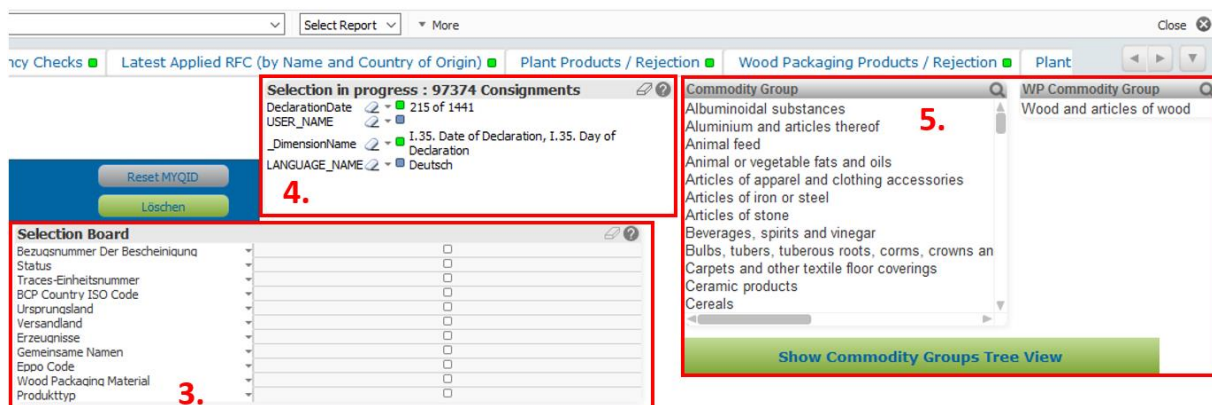 Select Report
More
Close
ncy Checks
Latest Applied RFC (by Name and Country of Origin)
Plant Products / Rejection
Wood Packaging Products / Rejection
Plant
Selection in progress : 97374 Consignments
DeclarationDate 215 of 1441
USER_NAME
_DimensionName I.35. Date of Declaration, I.35. Day of
Declaration
LANGUAGE_NAME Deutsch
4.
Reset MYQID
Löschen
Selection Board
Bezugsnummer Der Bescheinigung
Status
Traces-Einheitsnummer
BCP Country ISO Code
Ursprungsland
Versandland
Erzeugnisse
Gemeinsame Namen
Eppo Code
Wood Packaging Material
Produkttyp
3.
Commodity Group
Albuminoidal substances
Aluminium and articles thereof
Animal feed
Animal or vegetable fats and oils
Articles of apparel and clothing accessories
Articles of iron or steel
Articles of stone
Beverages, spirits and vinegar
Bulbs, tubers, tuberous roots, corms, crowns an
Carpets and other textile floor coverings
Ceramic products
Cereals
5.
WP Commodity Group
Wood and articles of wood
Show Commodity Groups Tree View